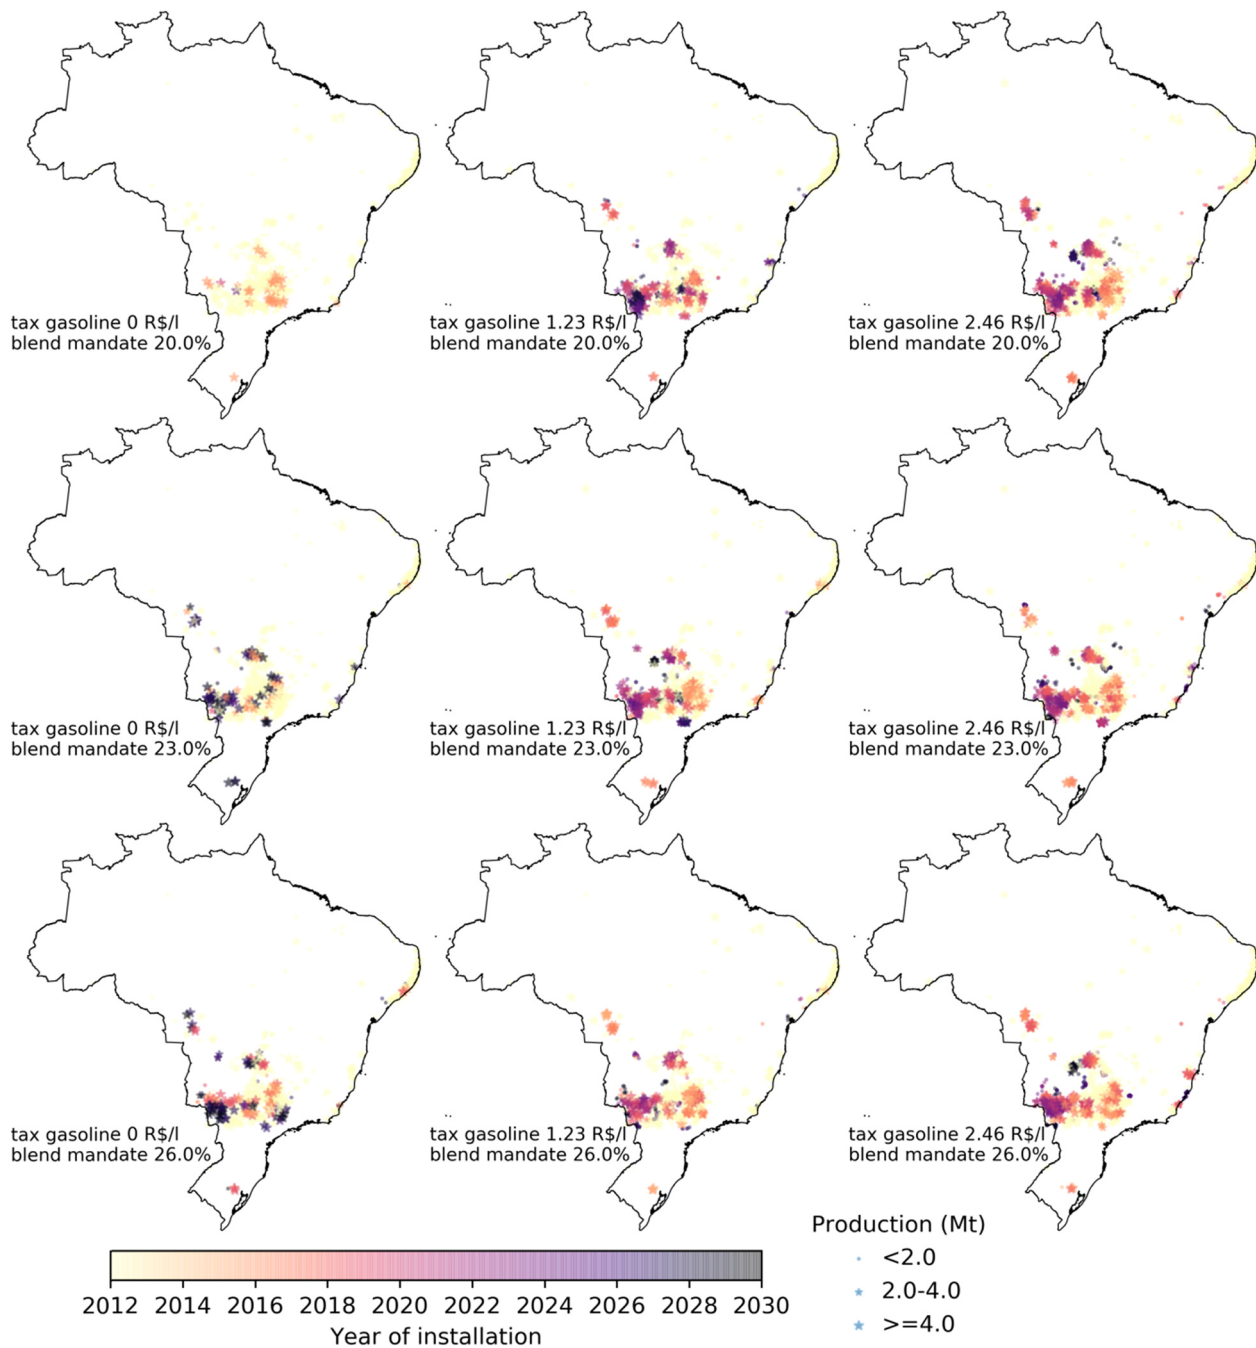 tax gasoline 0 R$/l
blend mandate 20.0%
tax gasoline 1.23 R$/l
blend mandate 20.0%
tax gasoline 2.46 R$/l
blend mandate 20.0%
tax gasoline 0 R$/l
blend mandate 23.0%
tax gasoline 1.23 R$/l
blend mandate 23.0%
tax gasoline 2.46 R$/l
blend mandate 23.0%
tax gasoline 0 R$/l
blend mandate 26.0%
tax gasoline 1.23 R$/l
blend mandate 26.0%
tax gasoline 2.46 R$/l
blend mandate 26.0%
2012 2014 2016 2018 2020 2022 2024 2026 2028 2030
Year of installation
Production (Mt)
<2.0
2.0-4.0
>=4.0